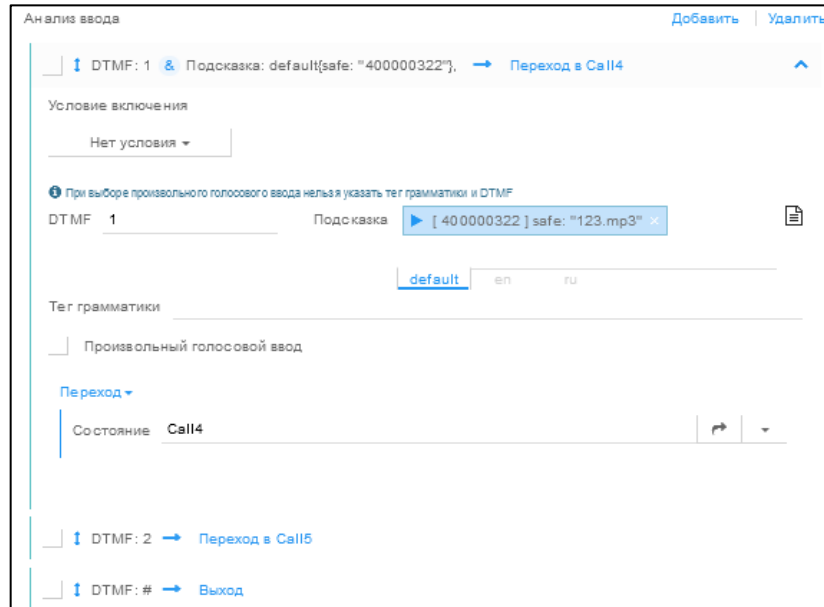 Анализ ввода Добавить Удалить
DTMF: 1 & Подсказка: default{safe: "400000322"}, Переход в Call4
Условие включения
Нет условия
При выборе произвольного голосового ввода нельзя указать тег грамматики и DTMF
DTMF 1 Подсказка [ 400000322 ] safe: "123.mp3" ×
default en ru
Тег грамматики
Произвольный голосовой ввод
Переход
Состояние Call4
DTMF: 2 Переход в Call5
DTMF: # Выход